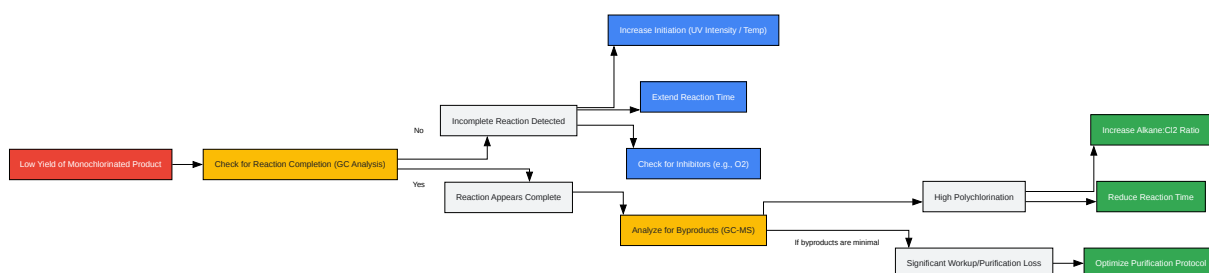 Increase Initiation (UV Intensity / Temp)
Extend Reaction Time
Incomplete Reaction Detected
Increase Alkane:Cl2 Ratio
No
Low Yield of Monochlorinated Product
Check for Reaction Completion (GC Analysis)
Check for Inhibitors (e.g., O2)
Yes
Reaction Appears Complete
High Polychlorination
Reduce Reaction Time
Analyze for Byproducts (GC-MS)
If byproducts are minimal
Significant Workup/Purification Loss
Optimize Purification Protocol